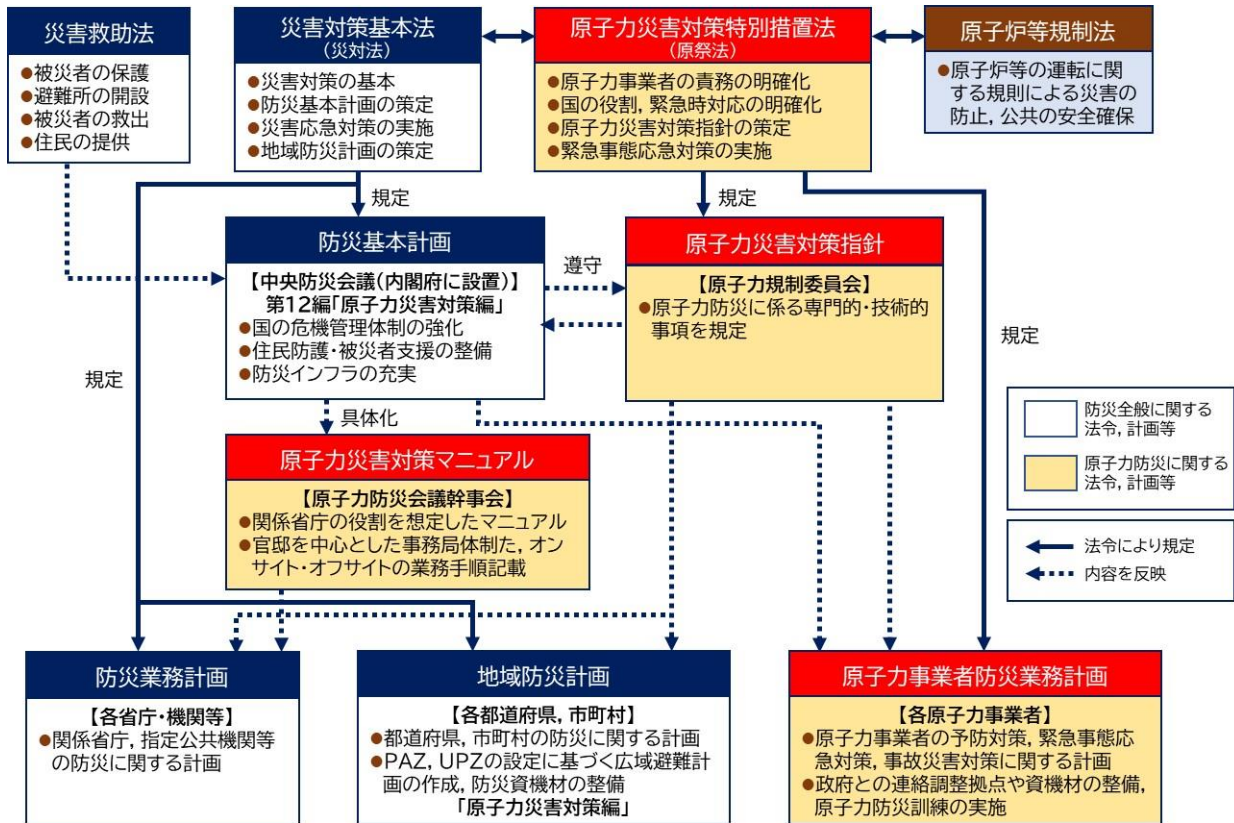 災害救助法
●被災者の保護
●避難所の開設
●被災者の救出
●住民の提供
災害対策基本法
(災対法)
●災害対策の基本
●防災基本計画の策定
●災害応急対策の実施
●地域防災計画の策定
原子力災害対策特別措置法
(原祭法)
●原子力事業者の責務の明確化
●国の役割, 緊急時対応の明確化
●原子力災害対策指針の策定
●緊急事態応急対策の実施
原子炉等規制法
●原子炉等の運転に関
する規則による災害の
防止, 公共の安全確保
規定
規定
防災基本計画
【中央防災会議(内閣府に設置)】
第12編「原子力災害対策編」
●国の危機管理体制の強化
●住民防護・被災者支援の整備
●防災インフラの充実
遵守
原子力災害対策指針
【原子力規制委員会】
●原子力防災に係る専門的・技術的
事項を規定
規定
規定
具体化
原子力災害対策マニュアル
【原子力防災会議幹事会】
●関係省庁の役割を想定したマニュアル
●官邸を中心とした事務局体制た, オン
サイト・オフサイトの業務手順記載
防災全般に関する
法令, 計画等
原子力防災に関する
法令, 計画等
法令により規定
内容を反映
防災業務計画
【各省庁・機関等】
●関係省庁, 指定公共機関等
の防災に関する計画
地域防災計画
【各都道府県, 市町村】
●都道府県, 市町村の防災に関する計画
●PAZ, UPZの設定に基づく広域避難計
画の作成, 防災資機材の整備
「原子力災害対策編」
原子力事業者防災業務計画
【各原子力事業者】
●原子力事業者の予防対策, 緊急事態応
急対策, 事故災害対策に関する計画
●政府との連絡調整拠点や資機材の整備,
原子力防災訓練の実施